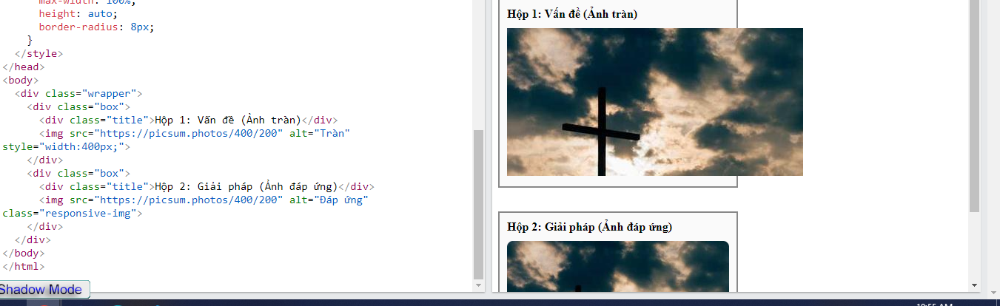 max-width: 100%;
height: auto;
border-radius: 8px;
}
</style>
</head>
<body>
<div class="wrapper">
<div class="box">
<div class="title">Hộp 1: Vấn đề (Ảnh tràn)</div>
<img src="https://picsum.photos/400/200" alt="Tràn"
style="width:400px;">
</div>
<div class="box">
<div class="title">Hộp 2: Giải pháp (Ảnh đáp ứng)</div>
<img src="https://picsum.photos/400/200" alt="Đáp ứng"
class="responsive-img">
</div>
</div>
</body>
</html>
Shadow Mode
Hộp 1: Vấn đề (Ảnh tràn)
Hộp 2: Giải pháp (Ảnh đáp ứng)
10:55 AM